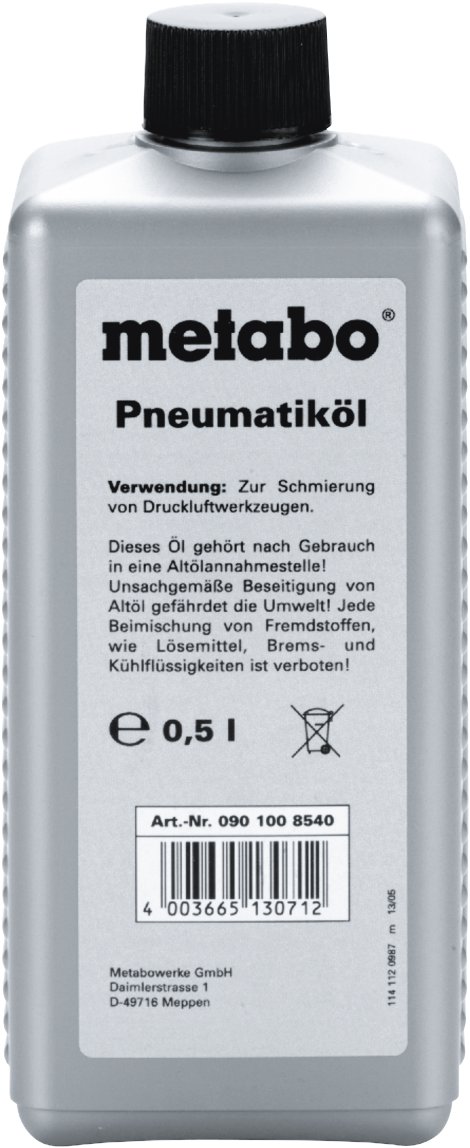 metabo®
Pneumatiköl
Verwendung: Zur Schmierung
von Druckluftwerkzeugen.
Dieses Öl gehört nach Gebrauch
in eine Altölannahmestelle!
Unsachgemäße Beseitigung von
Altöl gefährdet die Umwelt! Jede
Beimischung von Fremdstoffen,
wie Lösemittel, Brems- und
Kühlflüssigkeiten ist verboten!
℮ 0,5 l
Art.-Nr. 090 100 8540
4 003665 130712
Metabowerke GmbH
Daimlerstrasse 1
D-49716 Meppen
114 112 0987 m 13/05